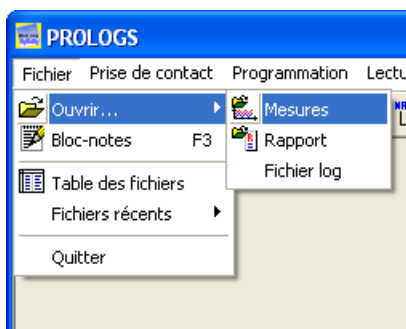 PROLOGS
Fichier Prise de contact Programmation Lectu
Ouvrir...
Mesures
Bloc-notes F3
Rapport
Fichier log
Table des fichiers
Fichiers récents
Quitter